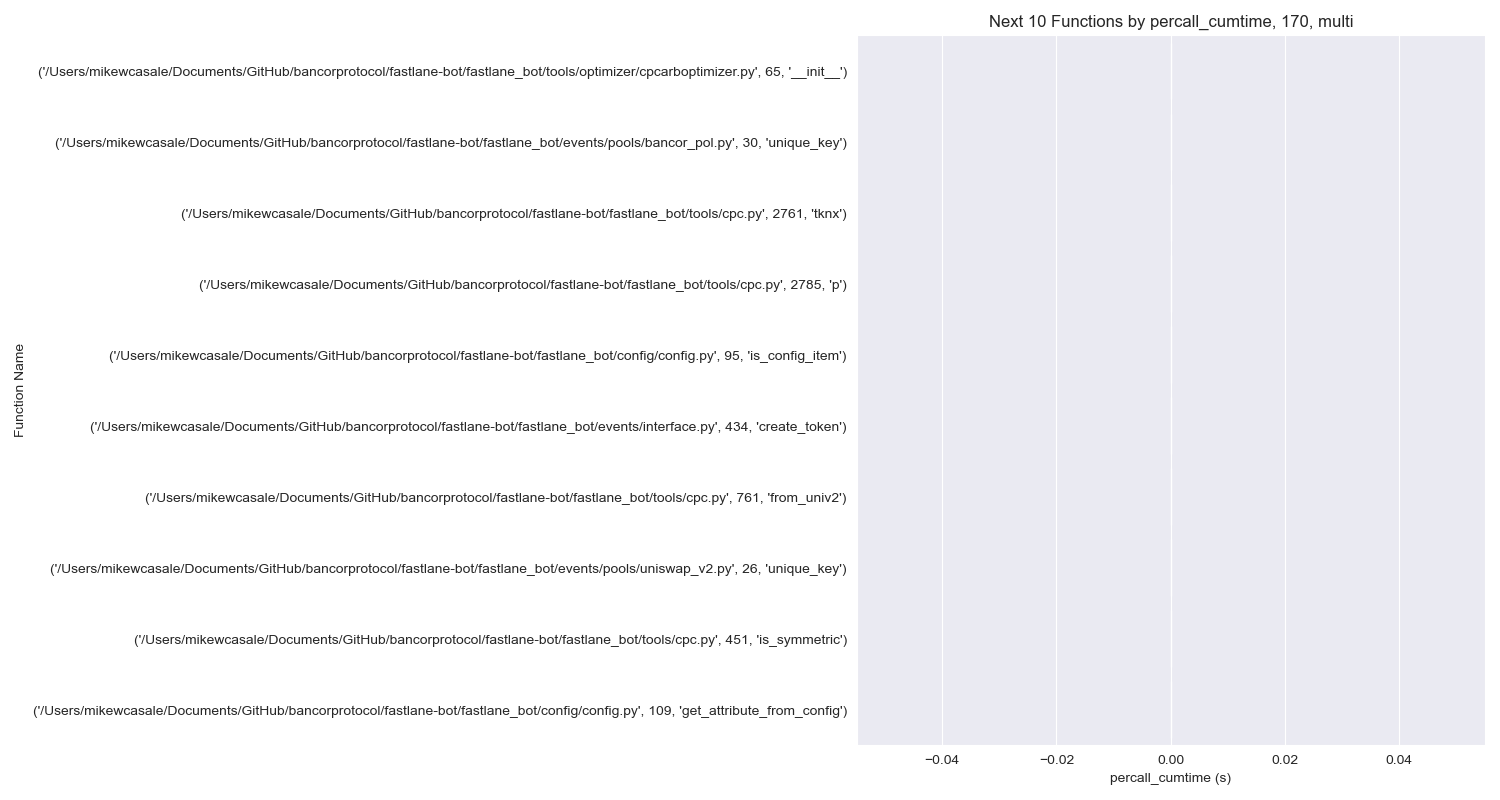 Next 10 Functions by percall_cumtime, 170, multi
('/Users/mikewcasale/Documents/GitHub/bancorprotocol/fastlane-bot/fastlane_bot/tools/optimizer/cpcarboptimizer.py', 65, '__init__')
('/Users/mikewcasale/Documents/GitHub/bancorprotocol/fastlane-bot/fastlane_bot/events/pools/bancor_pol.py', 30, 'unique_key')
('/Users/mikewcasale/Documents/GitHub/bancorprotocol/fastlane-bot/fastlane_bot/tools/cpc.py', 2761, 'tknx')
('/Users/mikewcasale/Documents/GitHub/bancorprotocol/fastlane-bot/fastlane_bot/tools/cpc.py', 2785, 'p')
('/Users/mikewcasale/Documents/GitHub/bancorprotocol/fastlane-bot/fastlane_bot/config/config.py', 95, 'is_config_item')
('/Users/mikewcasale/Documents/GitHub/bancorprotocol/fastlane-bot/fastlane_bot/events/interface.py', 434, 'create_token')
('/Users/mikewcasale/Documents/GitHub/bancorprotocol/fastlane-bot/fastlane_bot/tools/cpc.py', 761, 'from_univ2')
('/Users/mikewcasale/Documents/GitHub/bancorprotocol/fastlane-bot/fastlane_bot/events/pools/uniswap_v2.py', 26, 'unique_key')
('/Users/mikewcasale/Documents/GitHub/bancorprotocol/fastlane-bot/fastlane_bot/tools/cpc.py', 451, 'is_symmetric')
('/Users/mikewcasale/Documents/GitHub/bancorprotocol/fastlane-bot/fastlane_bot/config/config.py', 109, 'get_attribute_from_config')
Function Name
−0.04 −0.02 0.00 0.02 0.04
percall_cumtime (s)